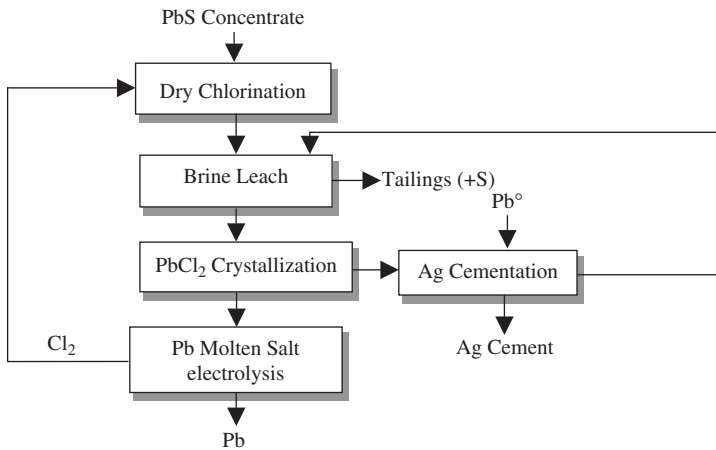 PbS Concentrate
Dry Chlorination
Brine Leach
Tailings (+S)
Pb°
PbCl₂ Crystallization
Ag Cementation
Cl₂
Pb Molten Salt
electrolysis
Ag Cement
Pb